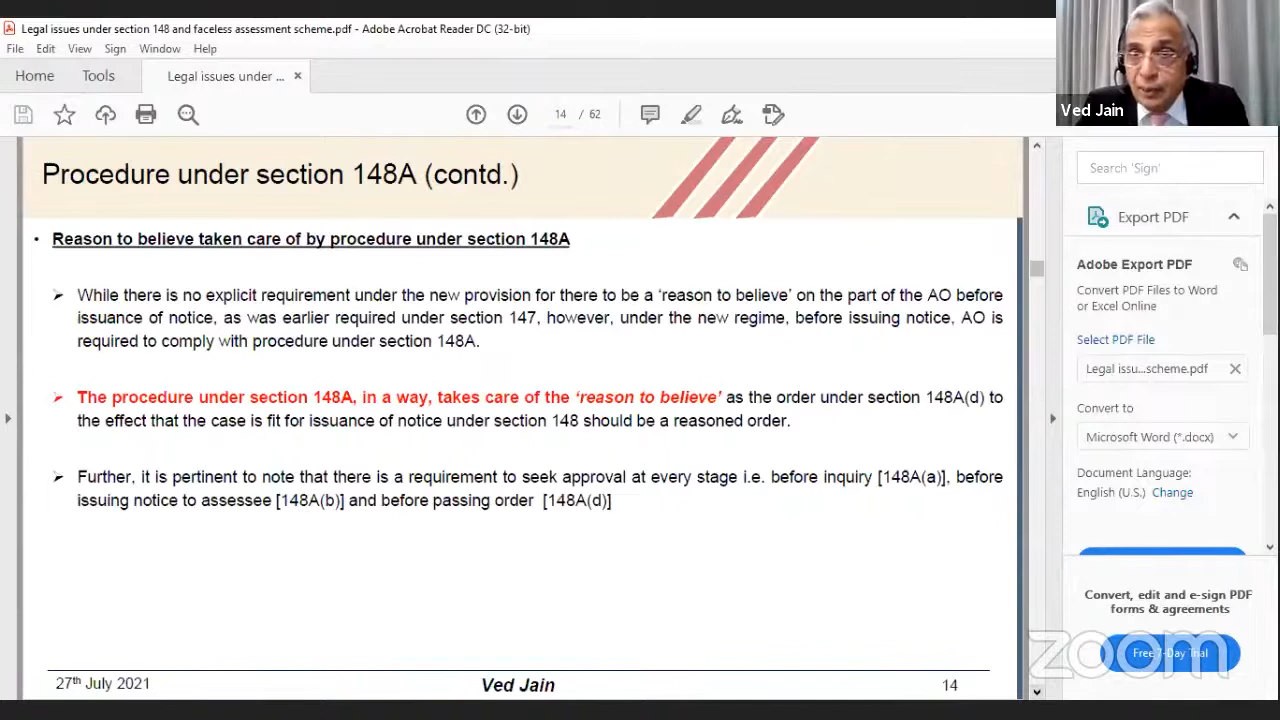 Legal issues under section 148 and faceless assessment scheme.pdf - Adobe Acrobat Reader DC (32-bit)
File Edit View Sign Window Help
Home Tools Legal issues under ... ×
14 / 62
Ved Jain
Procedure under section 148A (contd.)
• Reason to believe taken care of by procedure under section 148A
➢ While there is no explicit requirement under the new provision for there to be a ‘reason to believe’ on the part of the AO before
issuance of notice, as was earlier required under section 147, however, under the new regime, before issuing notice, AO is
required to comply with procedure under section 148A.
➢ The procedure under section 148A, in a way, takes care of the ‘reason to believe’ as the order under section 148A(d) to
the effect that the case is fit for issuance of notice under section 148 should be a reasoned order.
➢ Further, it is pertinent to note that there is a requirement to seek approval at every stage i.e. before inquiry [148A(a)], before
issuing notice to assessee [148A(b)] and before passing order [148A(d)]
27th July 2021
Ved Jain
14
Search 'Sign'
Export PDF
Adobe Export PDF
Convert PDF Files to Word
or Excel Online
Select PDF File
Legal issu...scheme.pdf
Convert to
Microsoft Word (*.docx)
Document Language:
English (U.S.) Change
Convert, edit and e-sign PDF
forms & agreements
Free 7-Day Trial
zoom